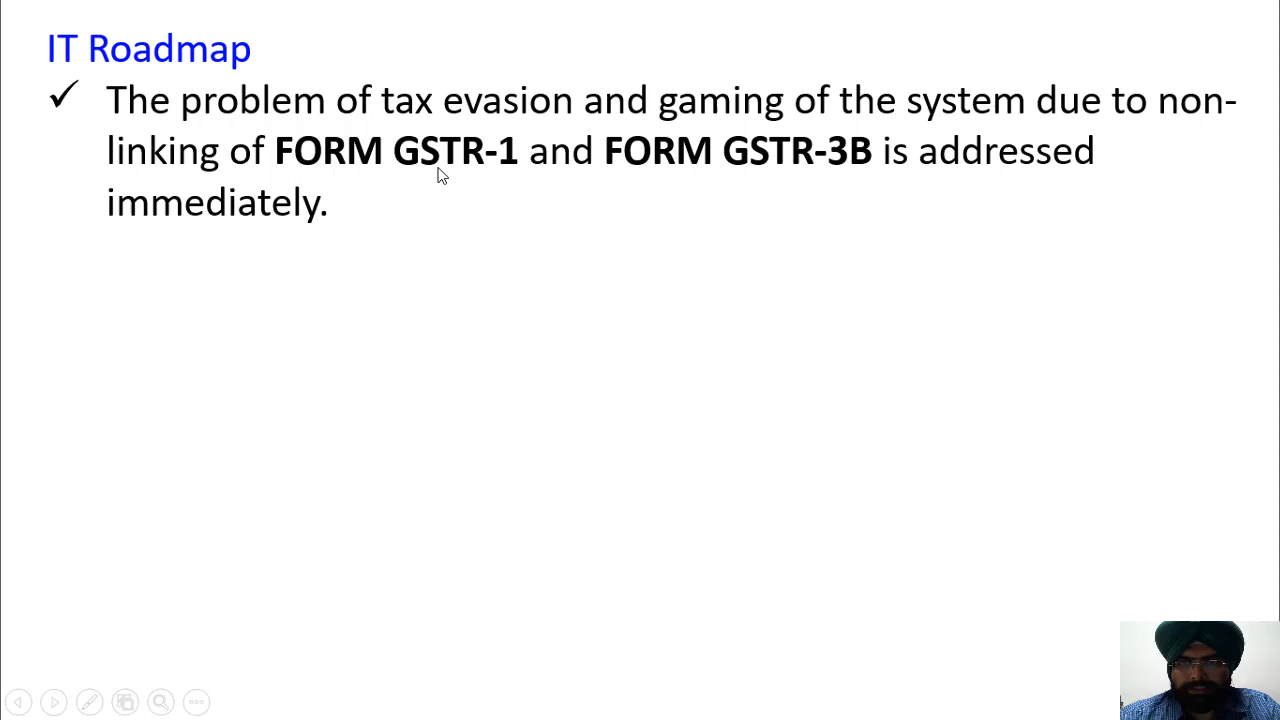 IT Roadmap
✓ The problem of tax evasion and gaming of the system due to non-
linking of FORM GSTR-1 and FORM GSTR-3B is addressed
immediately.